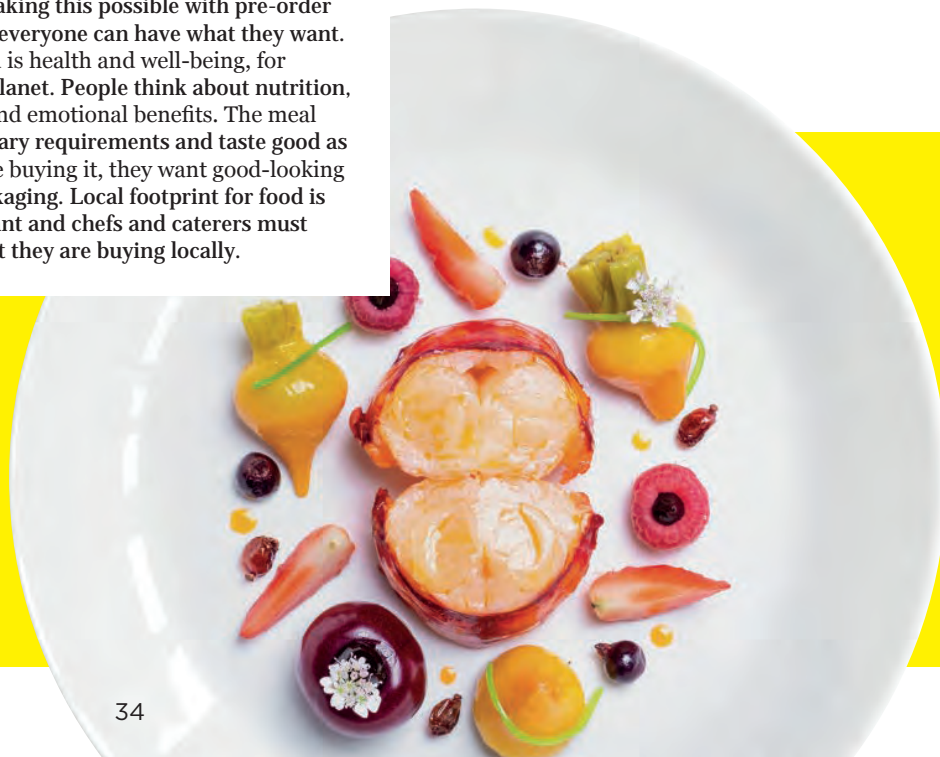 aking this possible with pre-order
everyone can have what they want.
is health and well-being, for
lanet. People think about nutrition,
nd emotional benefits. The meal
ary requirements and taste good as
e buying it, they want good-looking
kaging. Local footprint for food is
nt and chefs and caterers must
t they are buying locally.
34